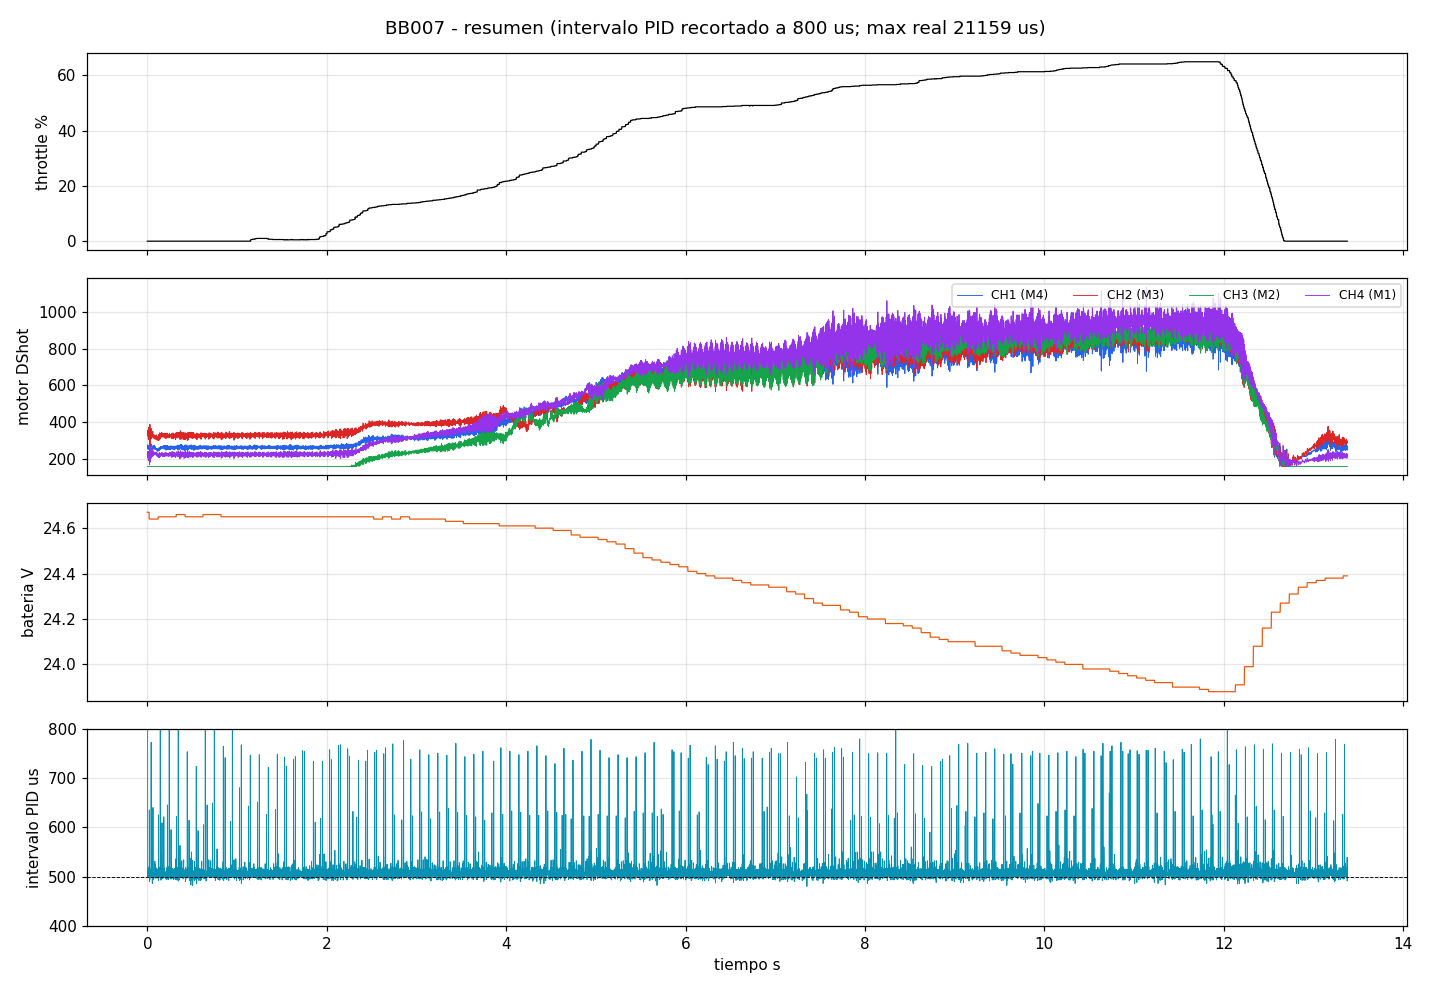 BB007 - resumen (intervalo PID recortado a 800 us; max real 21159 us)
throttle %
60
40
20
0
motor DShot
1000
800
600
400
200
CH1 (M4) CH2 (M3) CH3 (M2) CH4 (M1)
bateria V
24.6
24.4
24.2
24.0
intervalo PID us
800
700
600
500
400
0 2 4 6 8 10 12 14
tiempo s